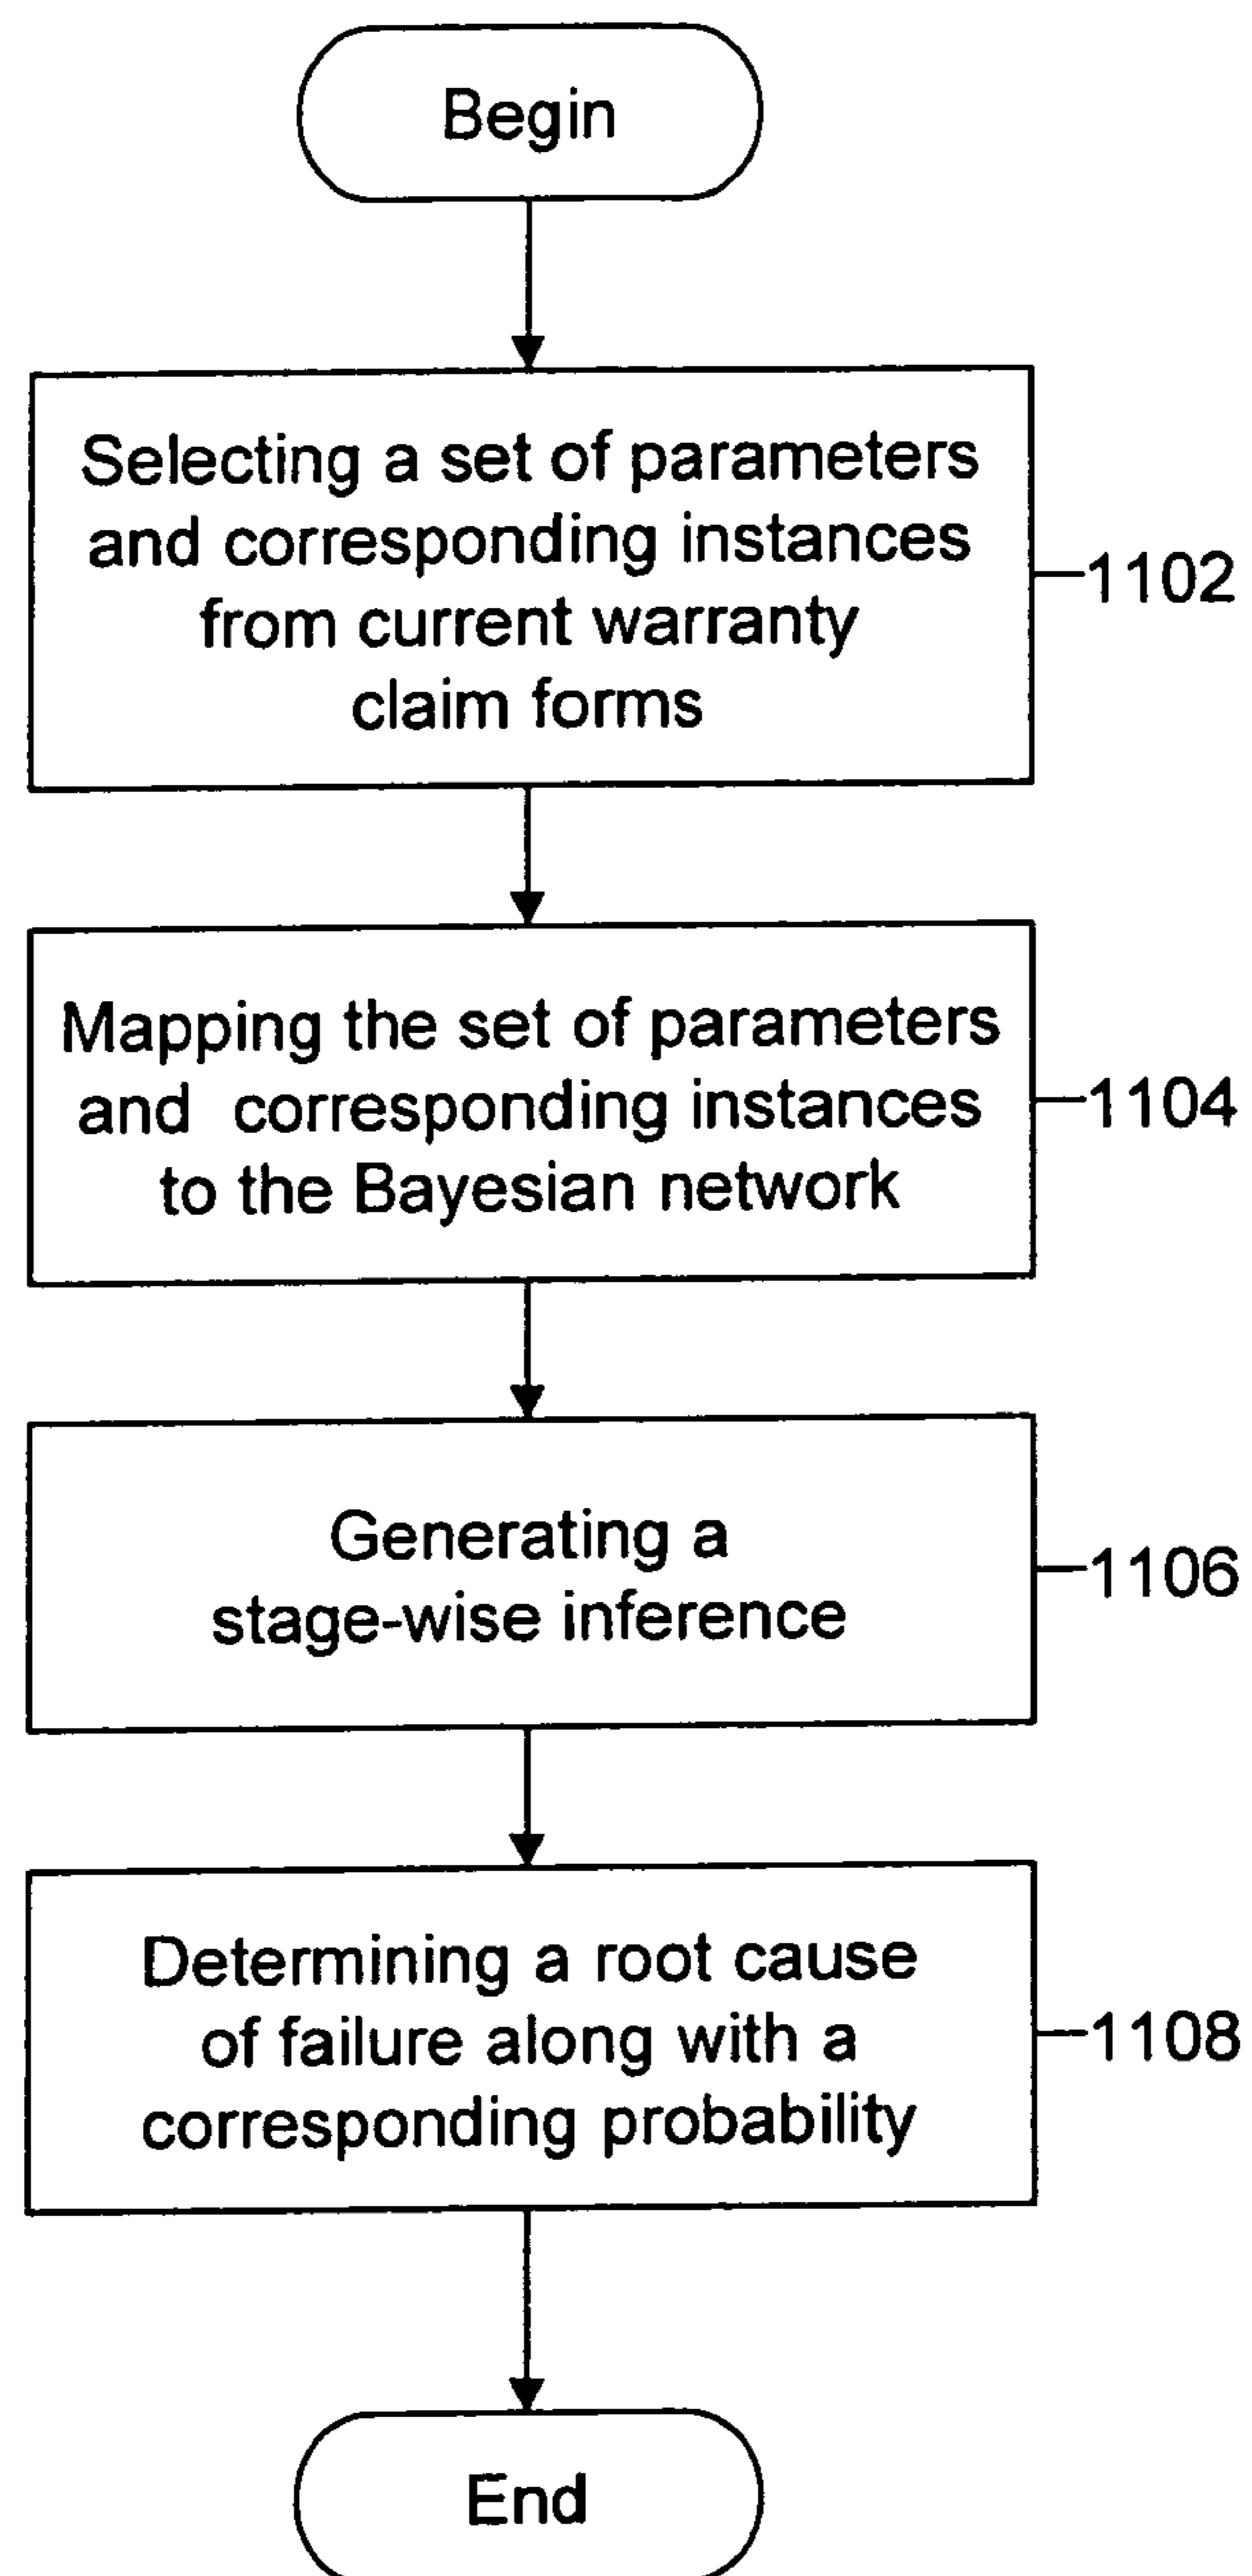 Begin
Selecting a set of parameters
and corresponding instances
from current warranty
claim forms
1102
Mapping the set of parameters
and corresponding instances
to the Bayesian network
1104
Generating a
stage-wise inference
1106
Determining a root cause
of failure along with a
corresponding probability
1108
End